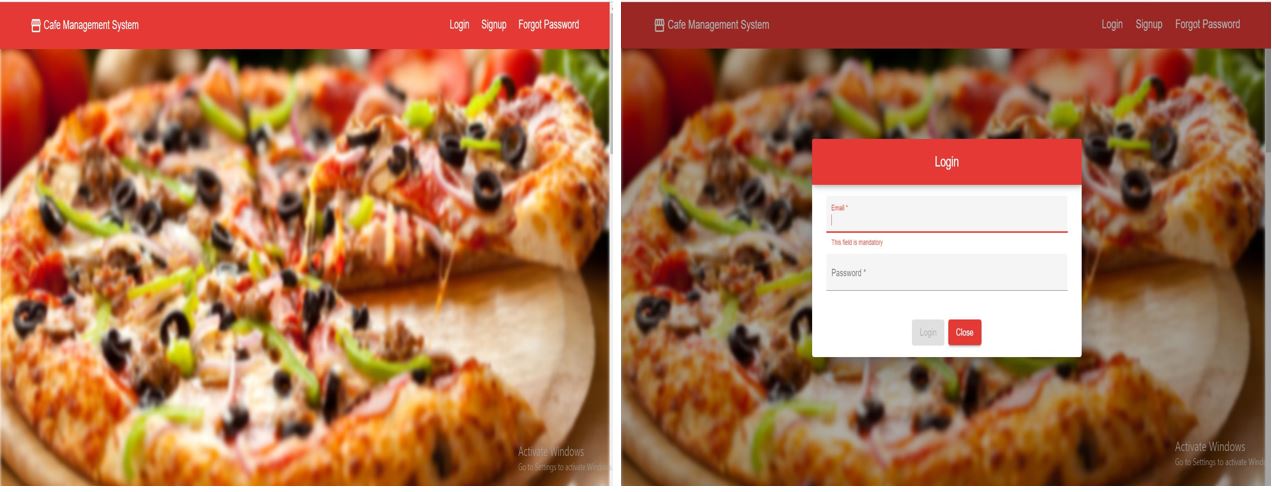 Cafe Management System Login Signup Forgot Password
Activate Windows
Go to Settings to activate Windows
Cafe Management System Login Signup Forgot Password
Login
Email *
This field is mandatory
Password *
Login Close
Activate Windows
Go to Settings to activate Wind